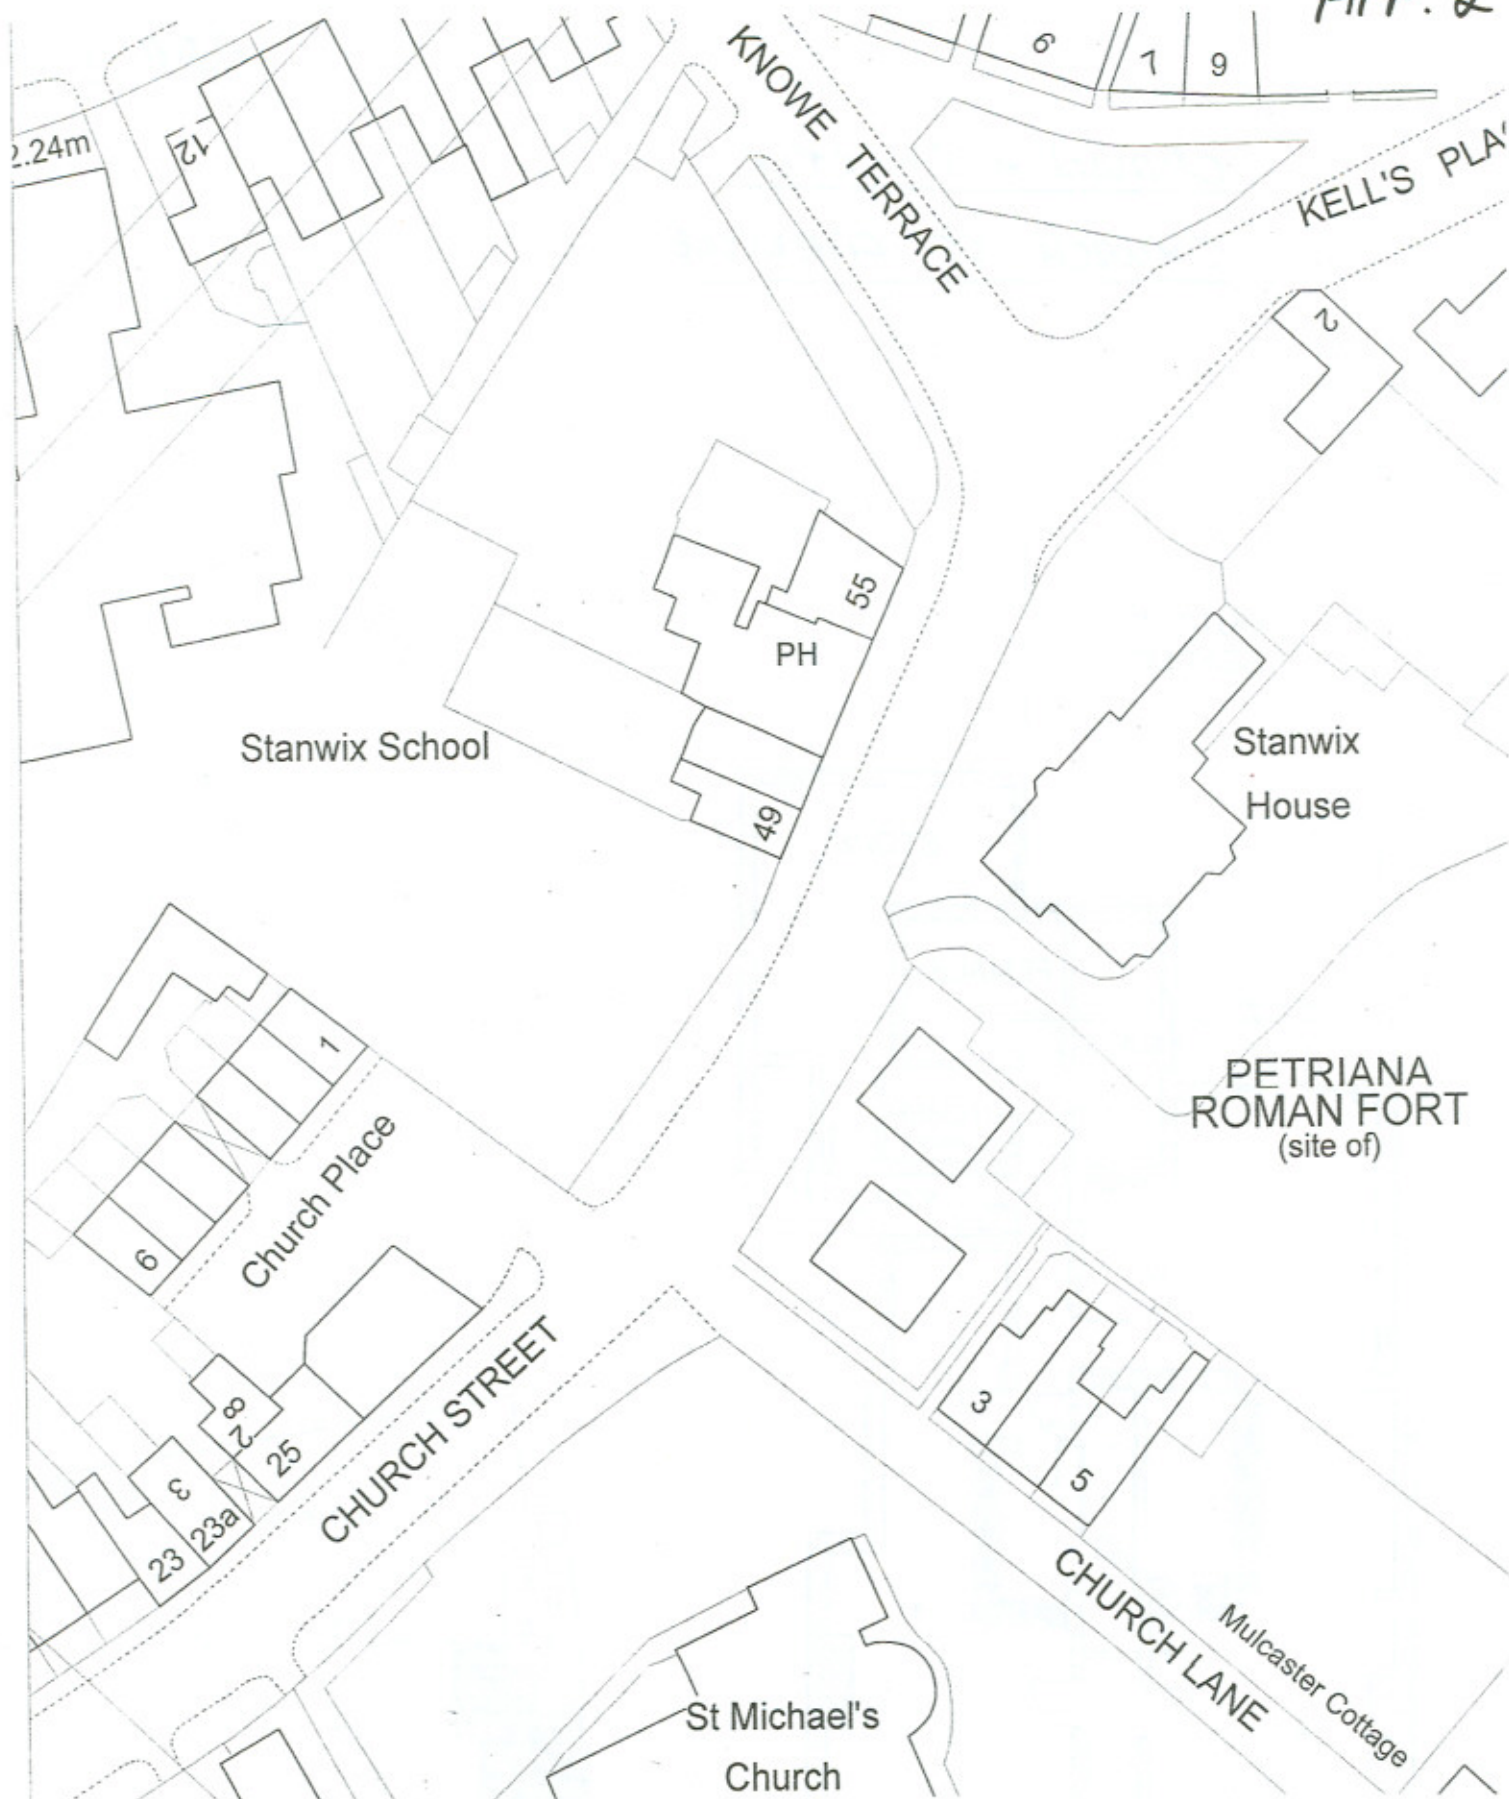 6
7
9
KNOWE TERRACE
2.24m
12
KELL'S
2
55
PH
Stanwix School
Stanwix
House
49
PETRIANA
ROMAN FORT
(site of)
1
Church Place
6
CHURCH STREET
3
5
8
2
25
3
23a
23
CHURCH LANE
Mulcaster Cottage
St Michael's
Church